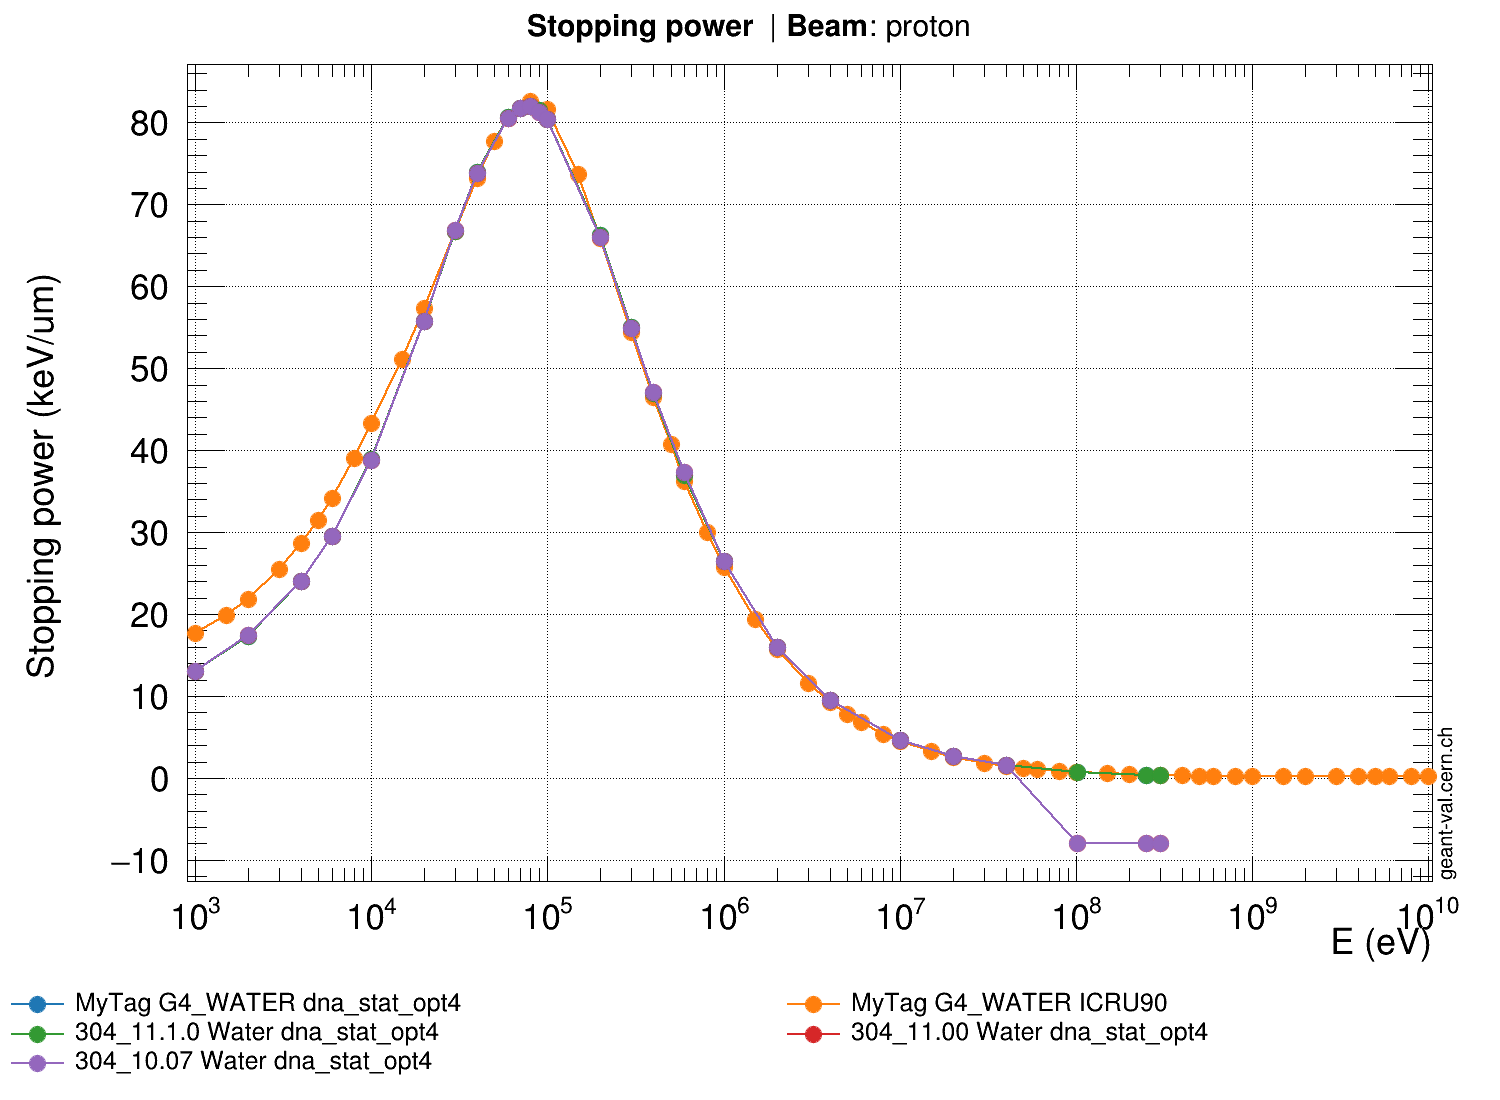 Stopping power | Beam: proton
Stopping power (keV/um)
80
70
60
50
40
30
20
10
0
−10
10³ 10⁴ 10⁵ 10⁶ 10⁷ 10⁸ 10⁹ 10¹⁰
E (eV)
geant-val.cern.ch
MyTag G4_WATER dna_stat_opt4
MyTag G4_WATER ICRU90
304_11.1.0 Water dna_stat_opt4
304_11.00 Water dna_stat_opt4
304_10.07 Water dna_stat_opt4